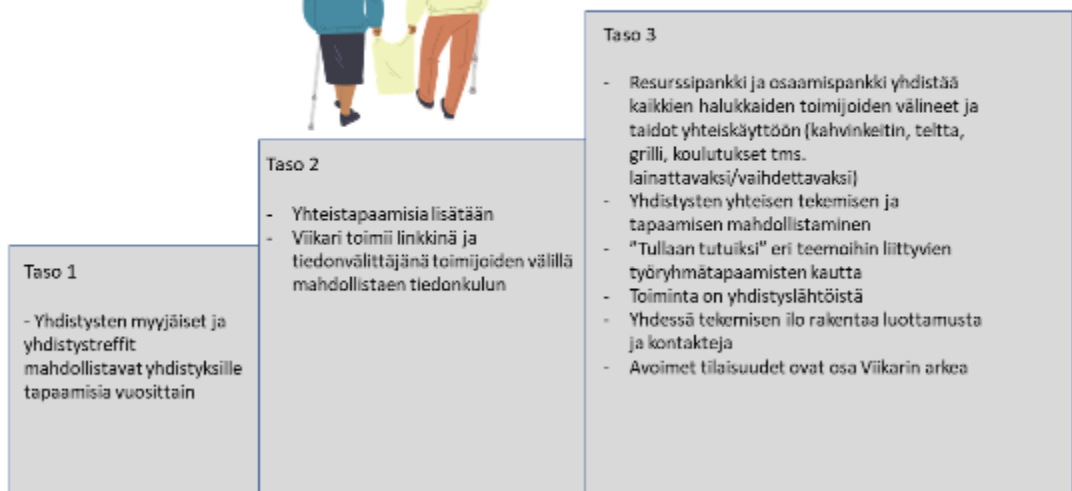 Taso 1
- Yhdistysten myyjäiset ja
yhdistystreffit
mahdollistavat yhdistyksille
tapaamisia vuosittain
Taso 2
- Yhteistapaamisia lisätään
- Viikari toimii linkkinä ja
tiedonvälittäjänä toimijoiden välillä
mahdollistaen tiedonkulun
Taso 3
- Resurssipankki ja osaamispankki yhdistää
kaikkien halukkaiden toimijoiden välineet ja
taidot yhteiskäyttöön (kahvinkeitin, teltta,
grilli, koulutukset tms.
lainattavaksi/vaihdettavaksi)
- Yhdistysten yhteisen tekemisen ja
tapaamisen mahdollistaminen
- "Tullaan tutuiksi" eri teemoihin liittyvien
työryhmätapaamisten kautta
- Toiminta on yhdistyslähtöistä
- Yhdessä tekemisen ilo rakentaa luottamusta
ja kontakteja
- Avoimet tilaisuudet ovat osa Viikarin arkea